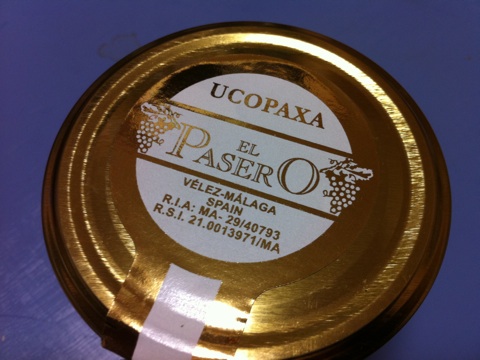 UCOPAXA
EL
PASERO
VÉLEZ-MÁLAGA
SPAIN
R.I.A: MA- 29/40793
R.S.I. 21.0013971/MA